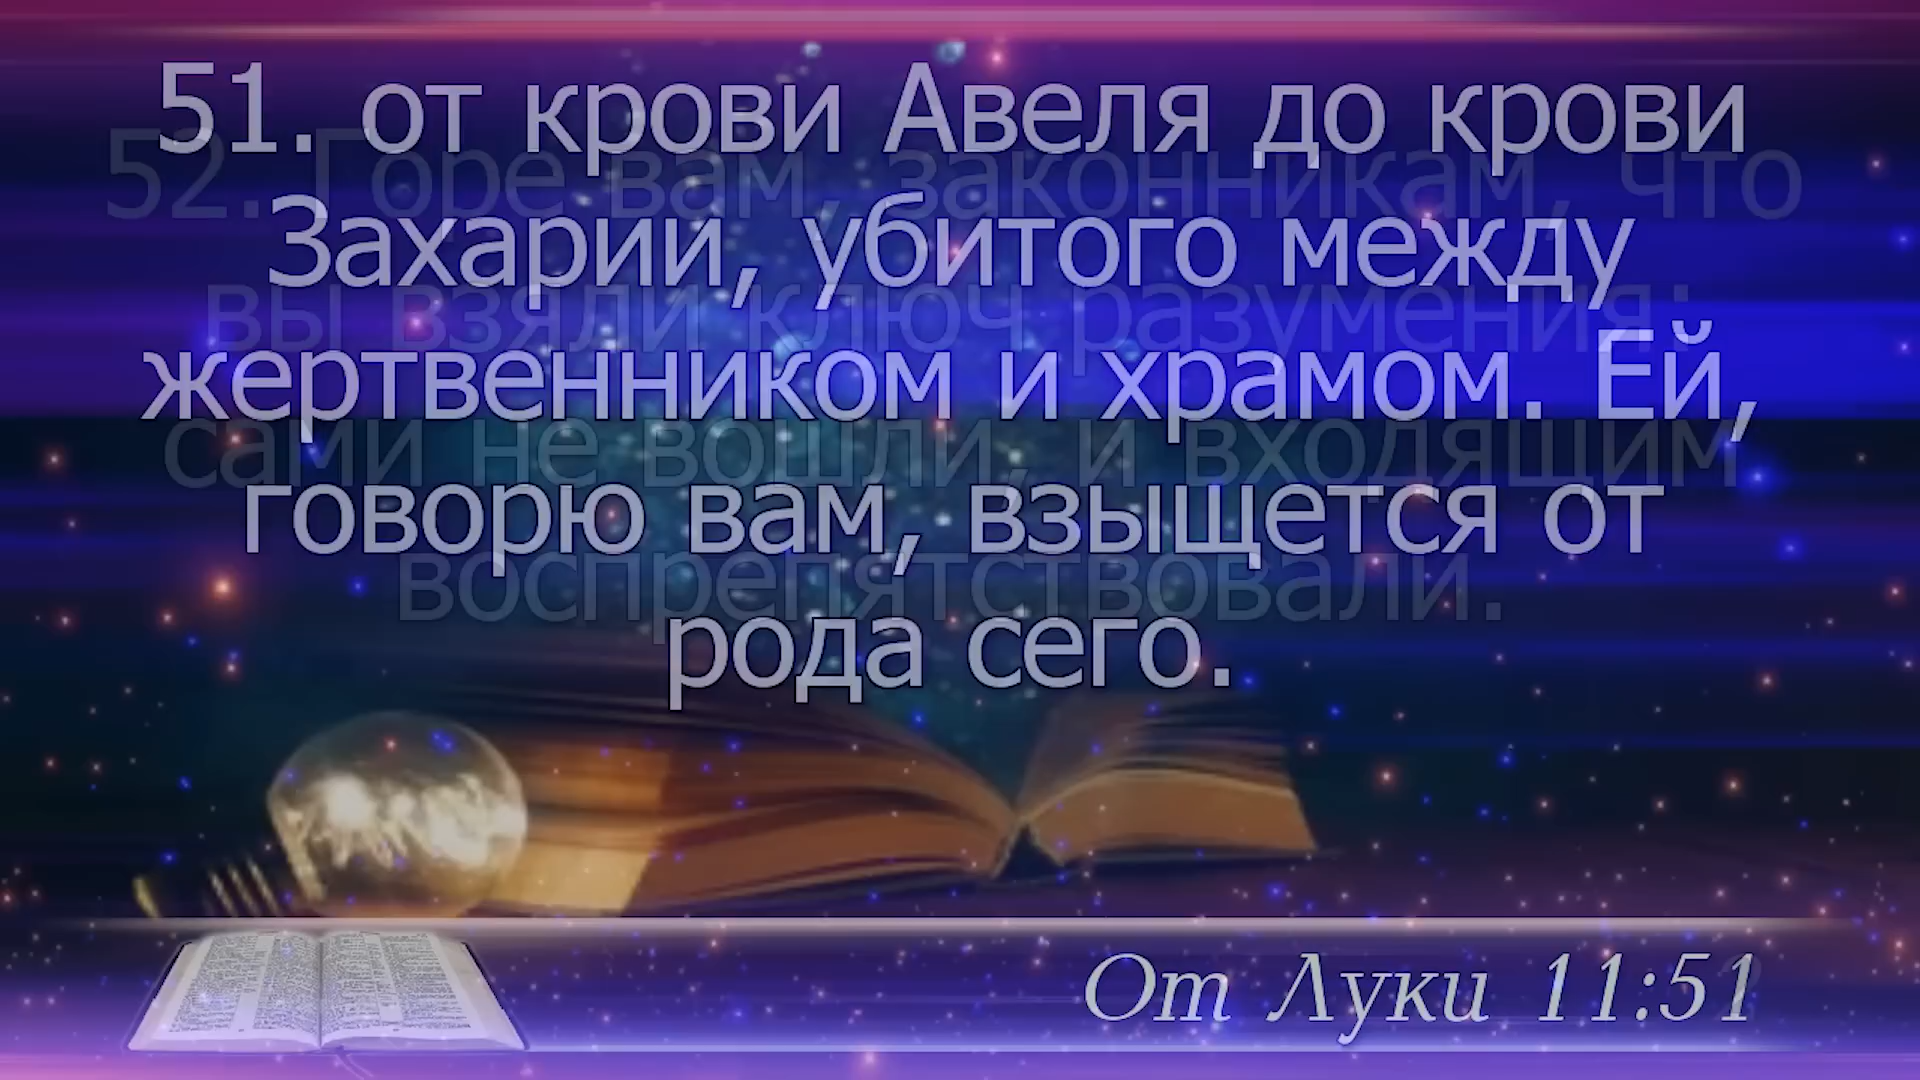 51. от крови Авеля до крови
Захарии, убитого между
жертвенником и храмом. Ей,
говорю вам, взыщется от
рода сего.
52. Горе вам, законникам, что
вы взяли ключ разумения:
сами не вошли, и входящим
воспрепятствовали.
От Луки 11:51